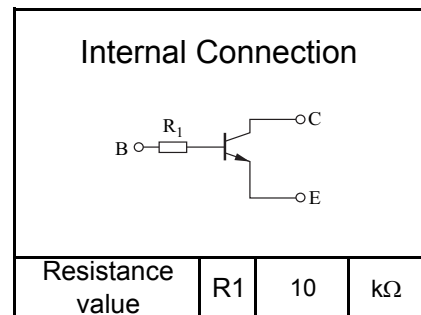 Internal Connection
R1
B
C
E
Resistance value
R1
10
kΩ